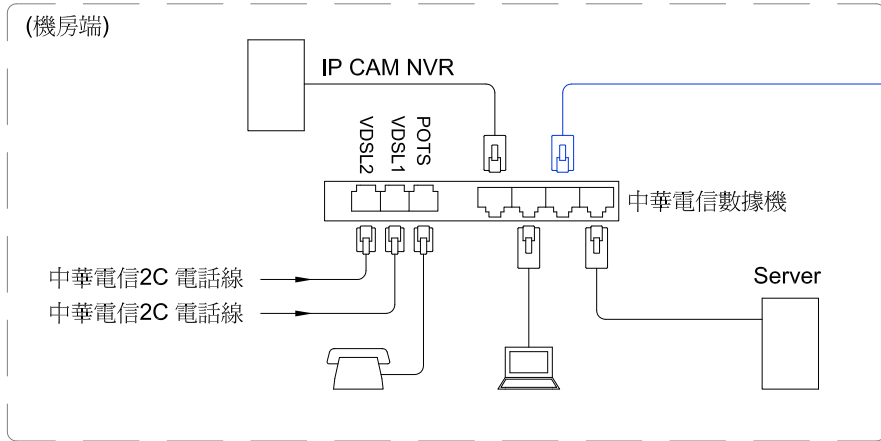 (機房端)
IP CAM NVR
VDSL2
VDSL1
POTS
中華電信數據機
中華電信2C 電話線
中華電信2C 電話線
Server